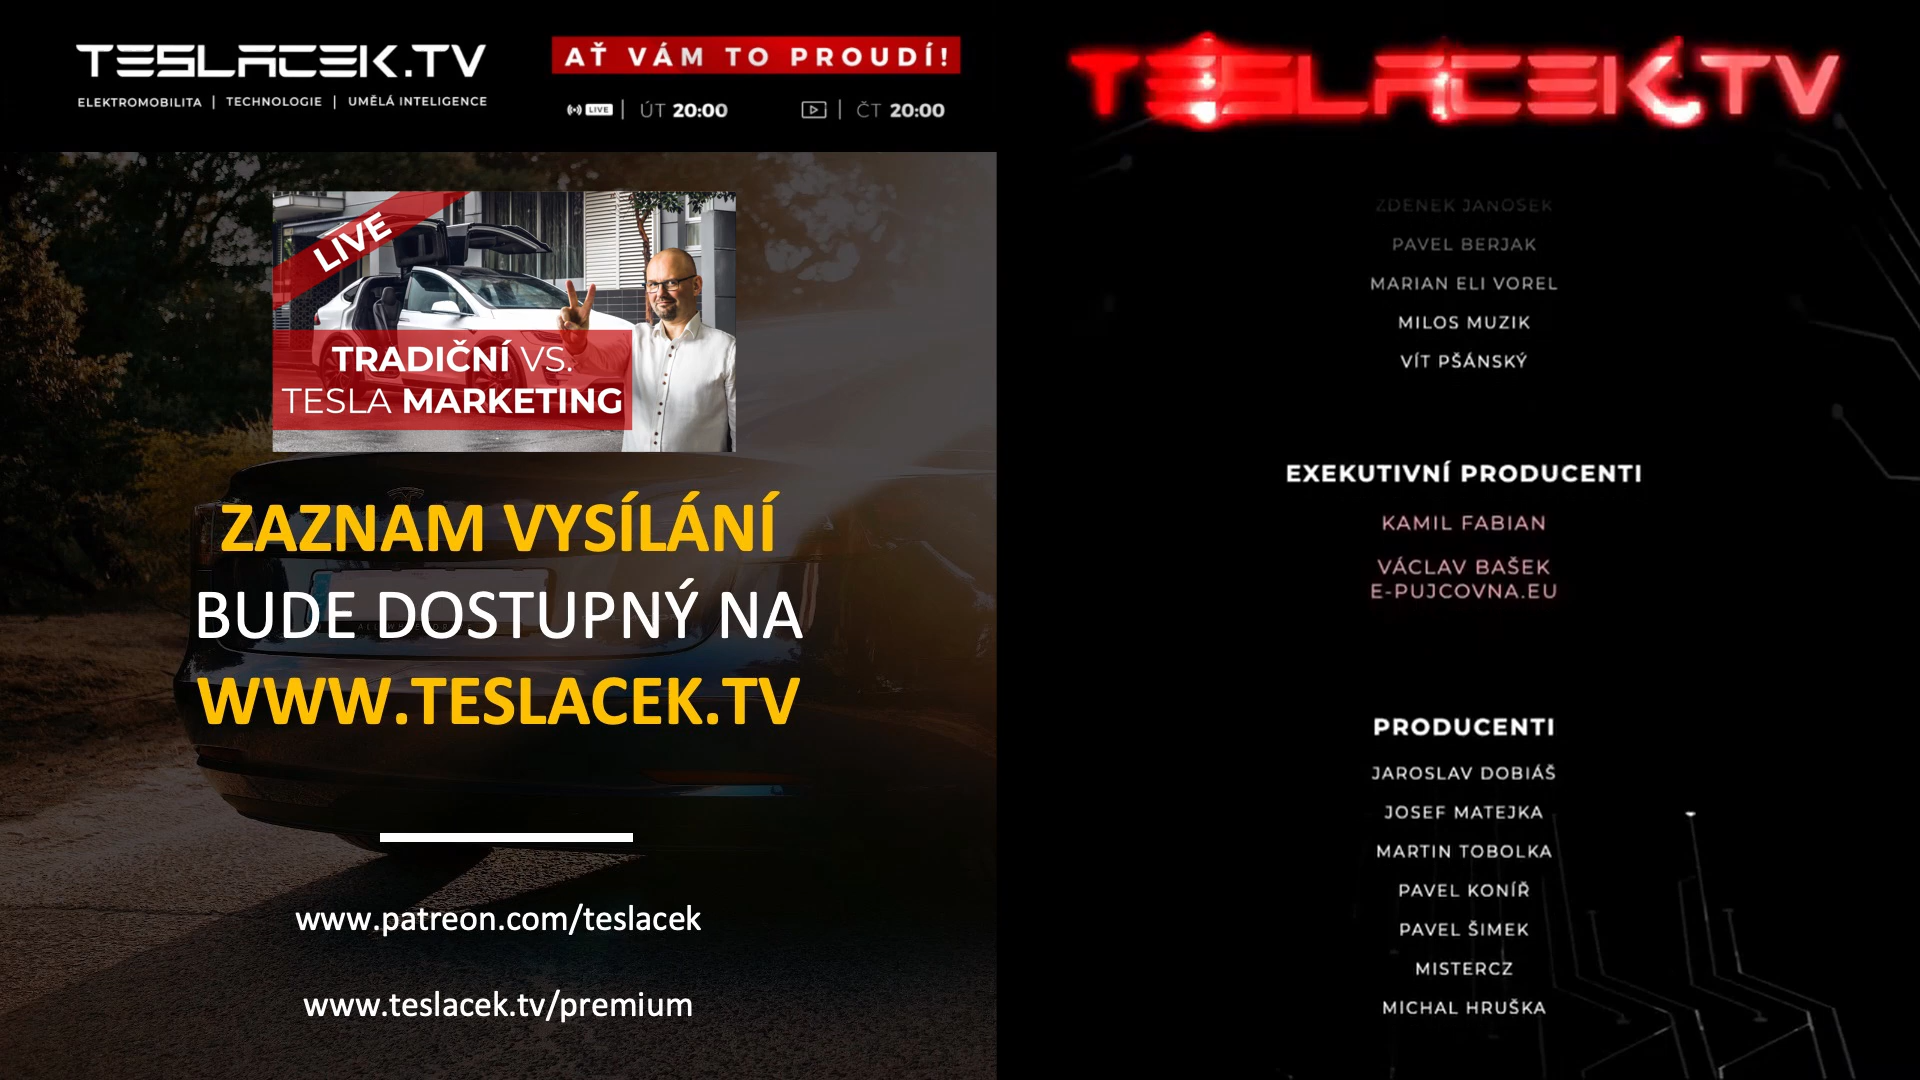 TESLACEK.TV
ELEKTROMOBILITA | TECHNOLOGIE | UMĚLÁ INTELIGENCE
AŤ VÁM TO PROUDÍ!
LIVE | ÚT 20:00
| ČT 20:00
LIVE
TRADIČNÍ VS.
TESLA MARKETING
ZAZNAM VYSÍLÁNÍ
BUDE DOSTUPNÝ NA
WWW.TESLACEK.TV
www.patreon.com/teslacek
www.teslacek.tv/premium
TESLACEK.TV
ZDENEK JANOSEK
PAVEL BERJAK
MARIAN ELI VOREL
MILOS MUZIK
VÍT PŠÁNSKÝ
EXEKUTIVNÍ PRODUCENTI
KAMIL FABIAN
VÁCLAV BAŠEK
E-PUJCOVNA.EU
PRODUCENTI
JAROSLAV DOBIÁŠ
JOSEF MATEJKA
MARTIN TOBOLKA
PAVEL KONÍŘ
PAVEL ŠIMEK
MISTERCZ
MICHAL HRUŠKA